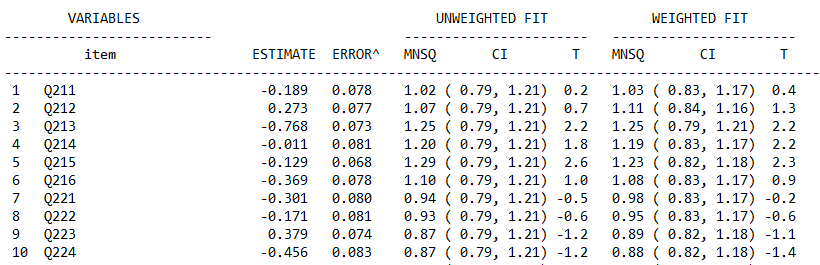 VARIABLES UNWEIGHTED FIT WEIGHTED FIT
item ESTIMATE ERROR^ MNSQ CI T MNSQ CI T
1 Q211 -0.189 0.078 1.02 ( 0.79, 1.21) 0.2 1.03 ( 0.83, 1.17) 0.4
2 Q212 0.273 0.077 1.07 ( 0.79, 1.21) 0.7 1.11 ( 0.84, 1.16) 1.3
3 Q213 -0.768 0.073 1.25 ( 0.79, 1.21) 2.2 1.25 ( 0.79, 1.21) 2.2
4 Q214 -0.011 0.081 1.20 ( 0.79, 1.21) 1.8 1.19 ( 0.83, 1.17) 2.2
5 Q215 -0.129 0.068 1.29 ( 0.79, 1.21) 2.6 1.23 ( 0.82, 1.18) 2.3
6 Q216 -0.369 0.078 1.10 ( 0.79, 1.21) 1.0 1.08 ( 0.83, 1.17) 0.9
7 Q221 -0.301 0.080 0.94 ( 0.79, 1.21) -0.5 0.98 ( 0.83, 1.17) -0.2
8 Q222 -0.171 0.081 0.93 ( 0.79, 1.21) -0.6 0.95 ( 0.83, 1.17) -0.6
9 Q223 0.379 0.074 0.87 ( 0.79, 1.21) -1.2 0.89 ( 0.82, 1.18) -1.1
10 Q224 -0.456 0.083 0.87 ( 0.79, 1.21) -1.2 0.88 ( 0.82, 1.18) -1.4